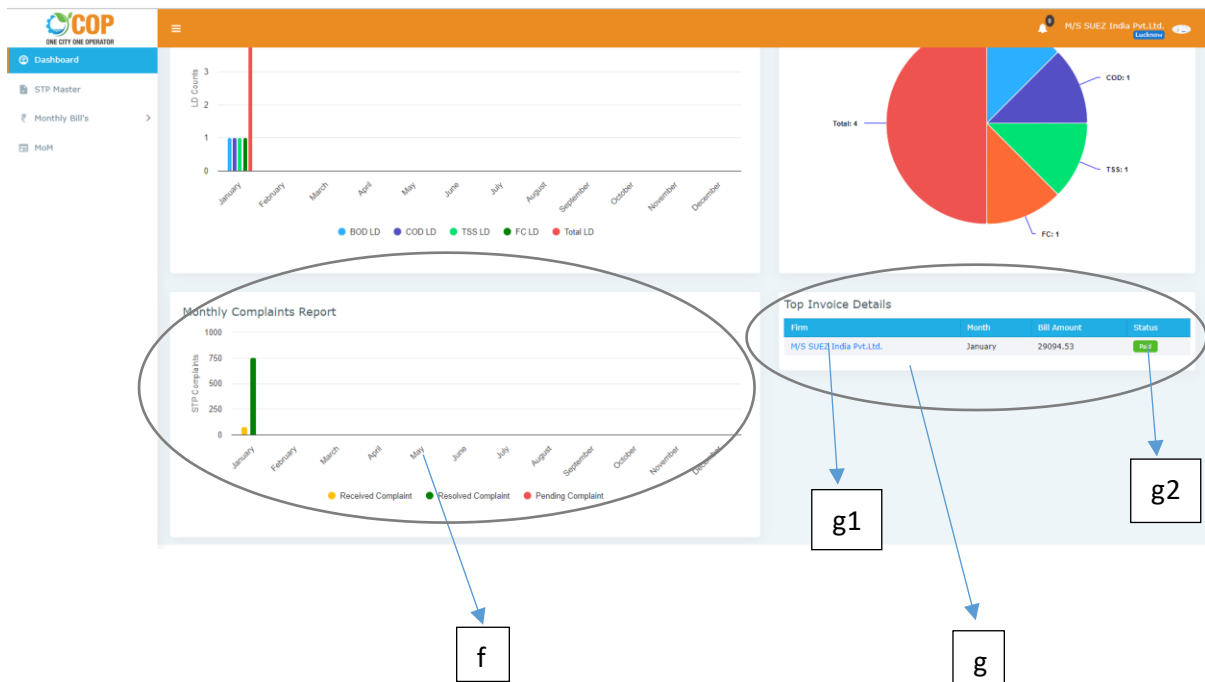 COP
ONE CITY ONE OPERATOR
0
M/S SUEZ India Pvt.Ltd.
Lucknow
Dashboard
STP Master
₹ Monthly Bill's
MoM
LD Counts
3
2
1
0
January
February
March
April
May
June
July
August
September
October
November
December
BOD LD COD LD TSS LD FC LD Total LD
COD: 1
Total: 4
TSS: 1
FC: 1
Monthly Complaints Report
STP Complaints
1000
750
500
250
0
January
February
March
April
May
June
July
August
September
October
November
December
Received Complaint Resolved Complaint Pending Complaint
Top Invoice Details
Firm Month Bill Amount Status
M/S SUEZ India Pvt.Ltd. January 29094.53 Paid
g1
g2
f
g